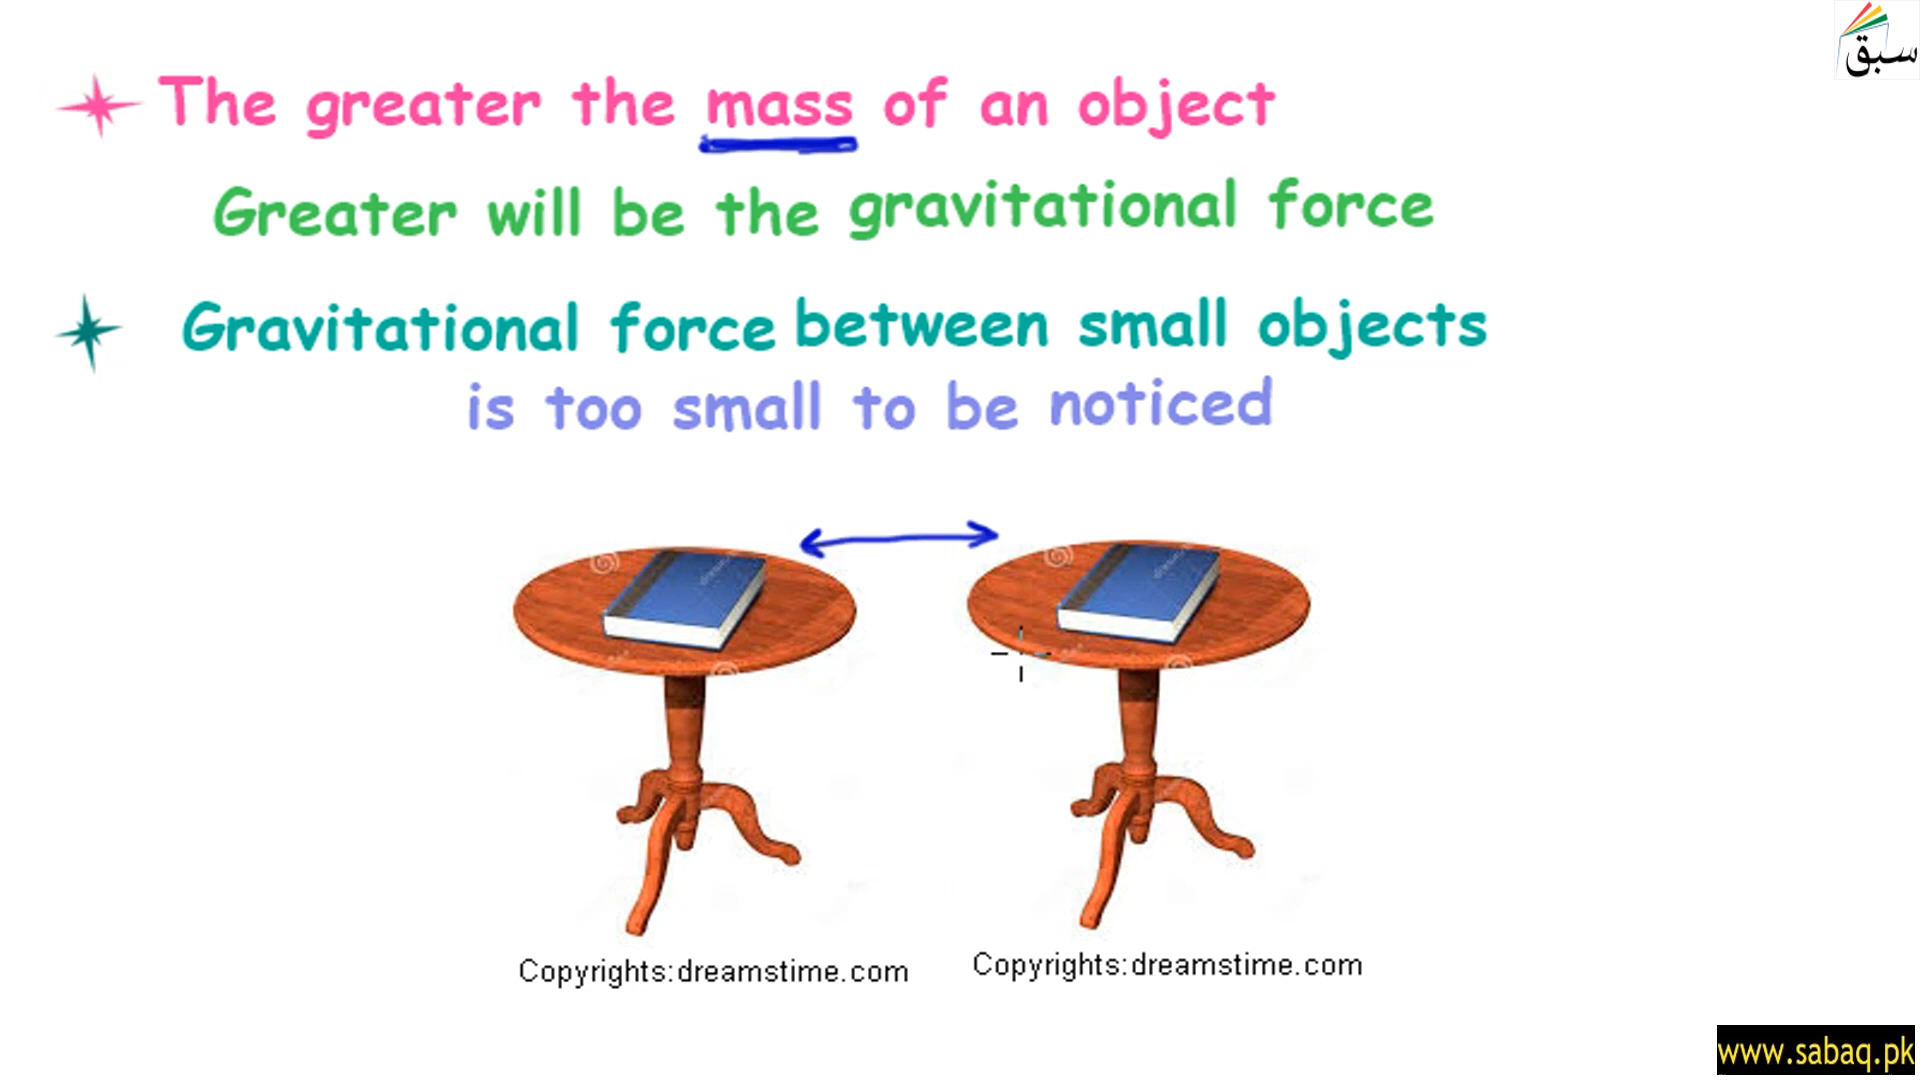 سبق
The greater the mass of an object
Greater will be the gravitational force
Gravitational force between small objects
is too small to be noticed
Copyrights:dreamstime.com
Copyrights:dreamstime.com
www.sabaq.pk